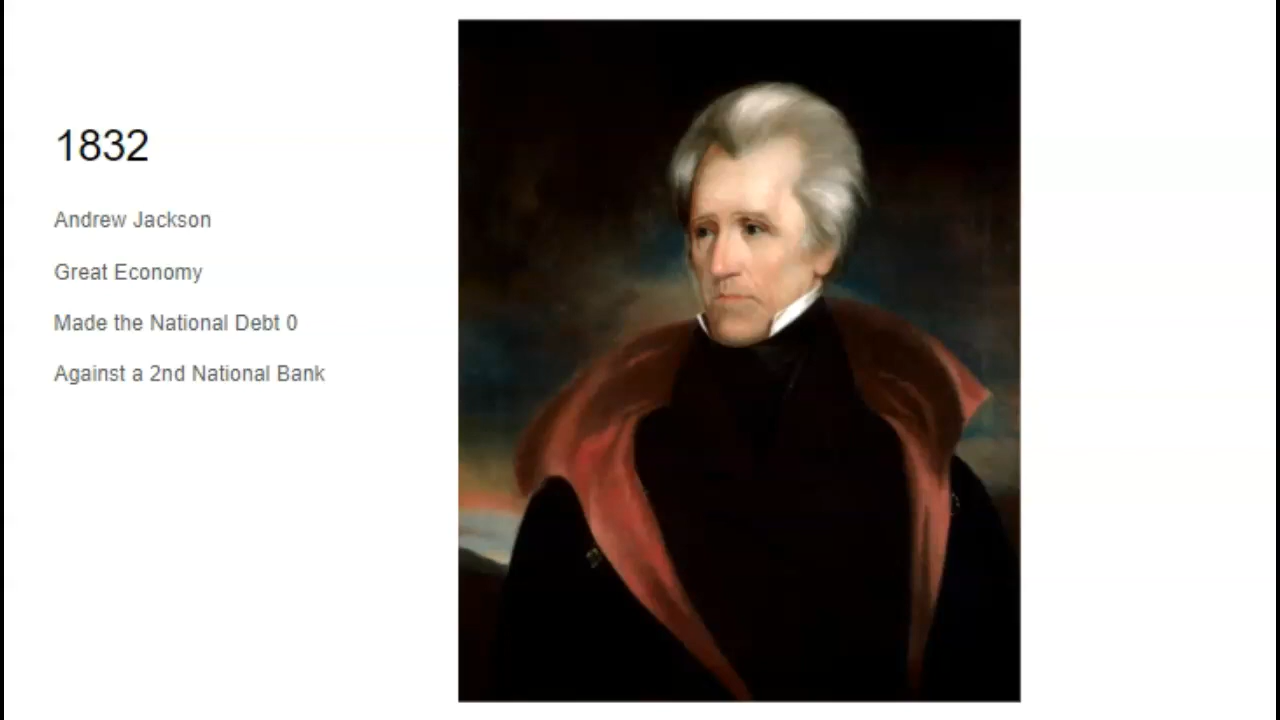 1832
Andrew Jackson
Great Economy
Made the National Debt 0
Against a 2nd National Bank